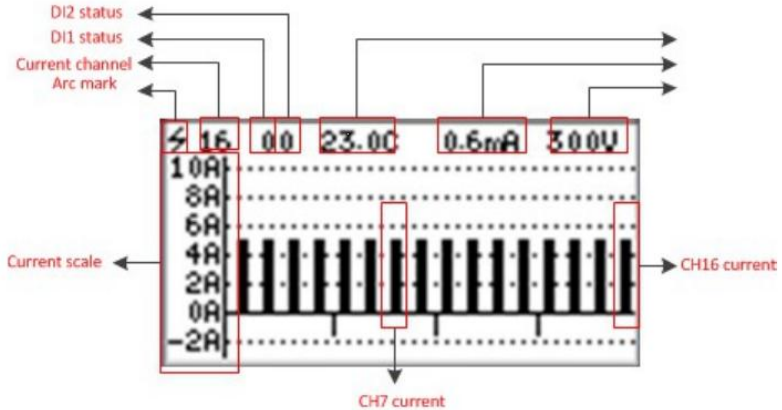 DI2 status
DI1 status
Current channel
Arc mark
16 00 23.0C 0.6mA 300V
10A
8A
6A
4A
2A
0A
-2A
Current scale
CH16 current
CH7 current